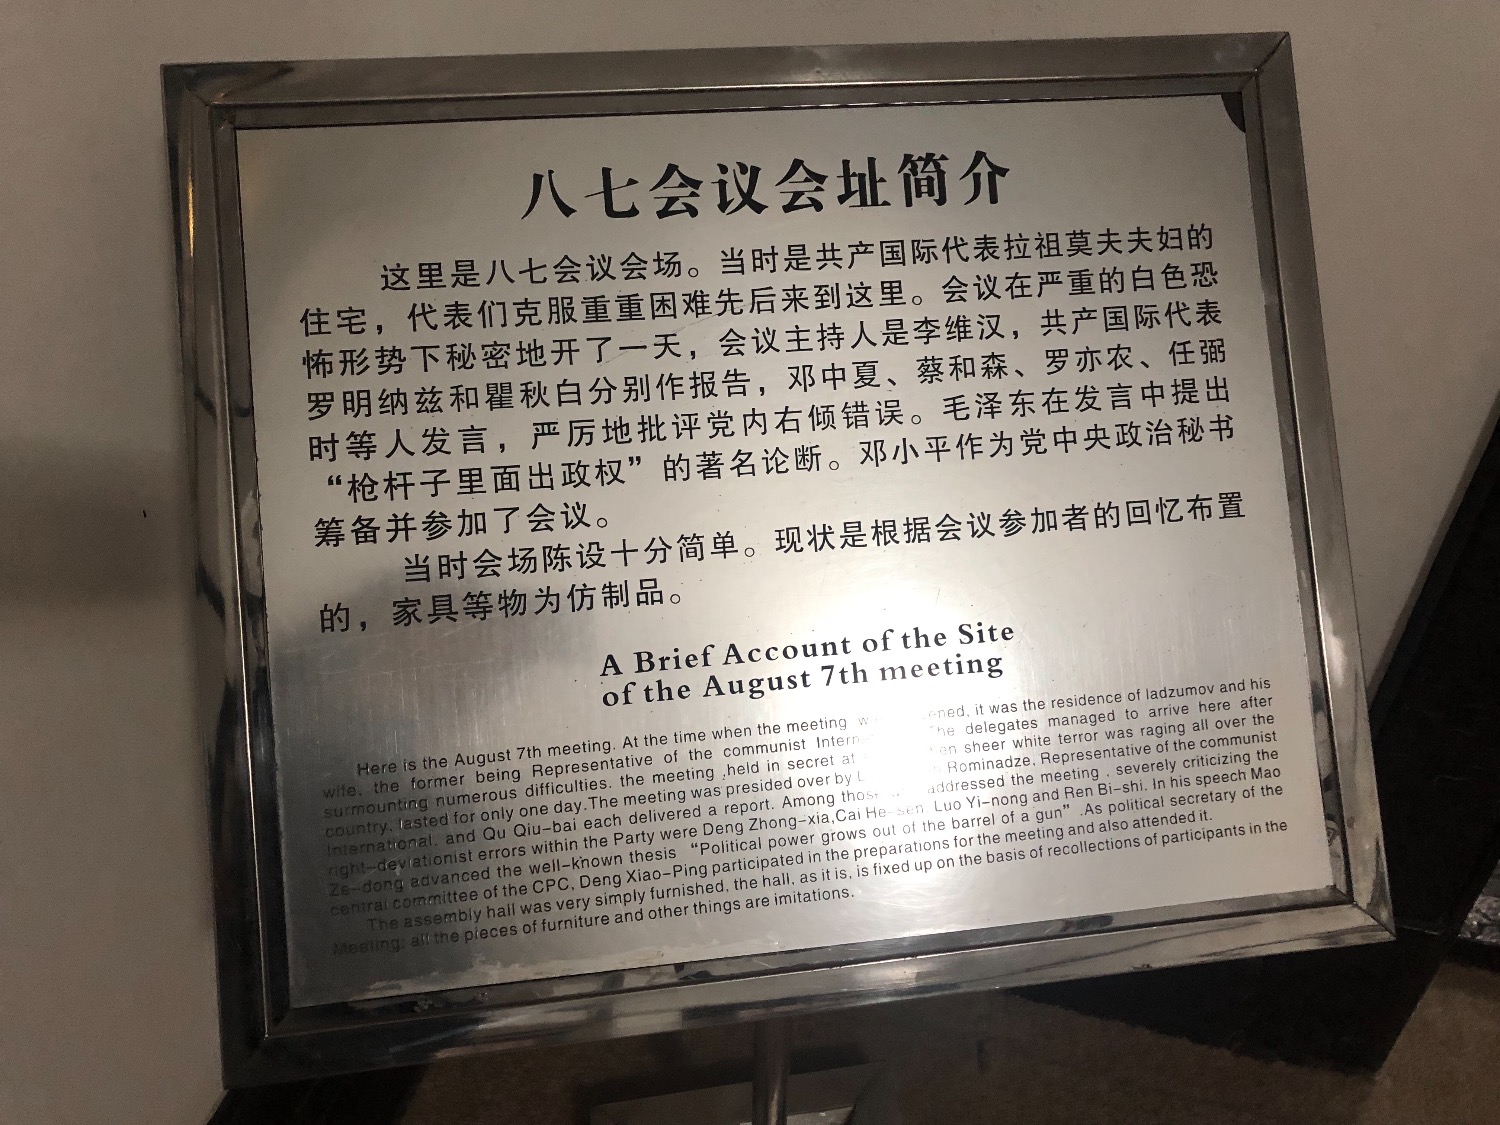 八七会议会址简介
这里是八七会议会场。当时是共产国际代表拉祖莫夫夫妇的
住宅，代表们克服重重困难先后来到这里。会议在严重的白色恐
怖形势下秘密地开了一天，会议主持人是李维汉，共产国际代表
罗明纳兹和瞿秋白分别作报告，邓中夏、蔡和森、罗亦农、任弼
时等人发言，严厉地批评党内右倾错误。毛泽东在发言中提出
“枪杆子里面出政权”的著名论断。邓小平作为党中央政治秘书
筹备并参加了会议。
当时会场陈设十分简单。现状是根据会议参加者的回忆布置
的，家具等物为仿制品。
A Brief Account of the Site
of the August 7th meeting
Here is the August 7th meeting. At the time when the meeting it was the residence of Iadzumov and his
wife, the former being Representative of the communist The delegates managed to arrive here after
surmounting numerous difficulties. the meeting ,held in secret at sheer white terror was raging all over the
country, lasted for only one day.The meeting was presided over by Rominadze, Representative of the communist
International, and Qu Qiu-bai each delivered a report. Among addressed the meeting , severely criticizing the
right-deviationist errors within the Party were Deng Zhong-xia,Cai He-sen, Luo Yi-nong and Ren Bi-shi. In his speech Mao
Ze-dong advanced the well-known thesis “Political power grows out of the barrel of a gun” .As political secretary of the
central committee of the CPC, Deng Xiao-Ping participated in the preparations for the meeting and also attended it.
The assembly hall was very simply furnished, the hall, as it is, is fixed up on the basis of recollections of participants in the
Meeting; all the pieces of furniture and other things are imitations.